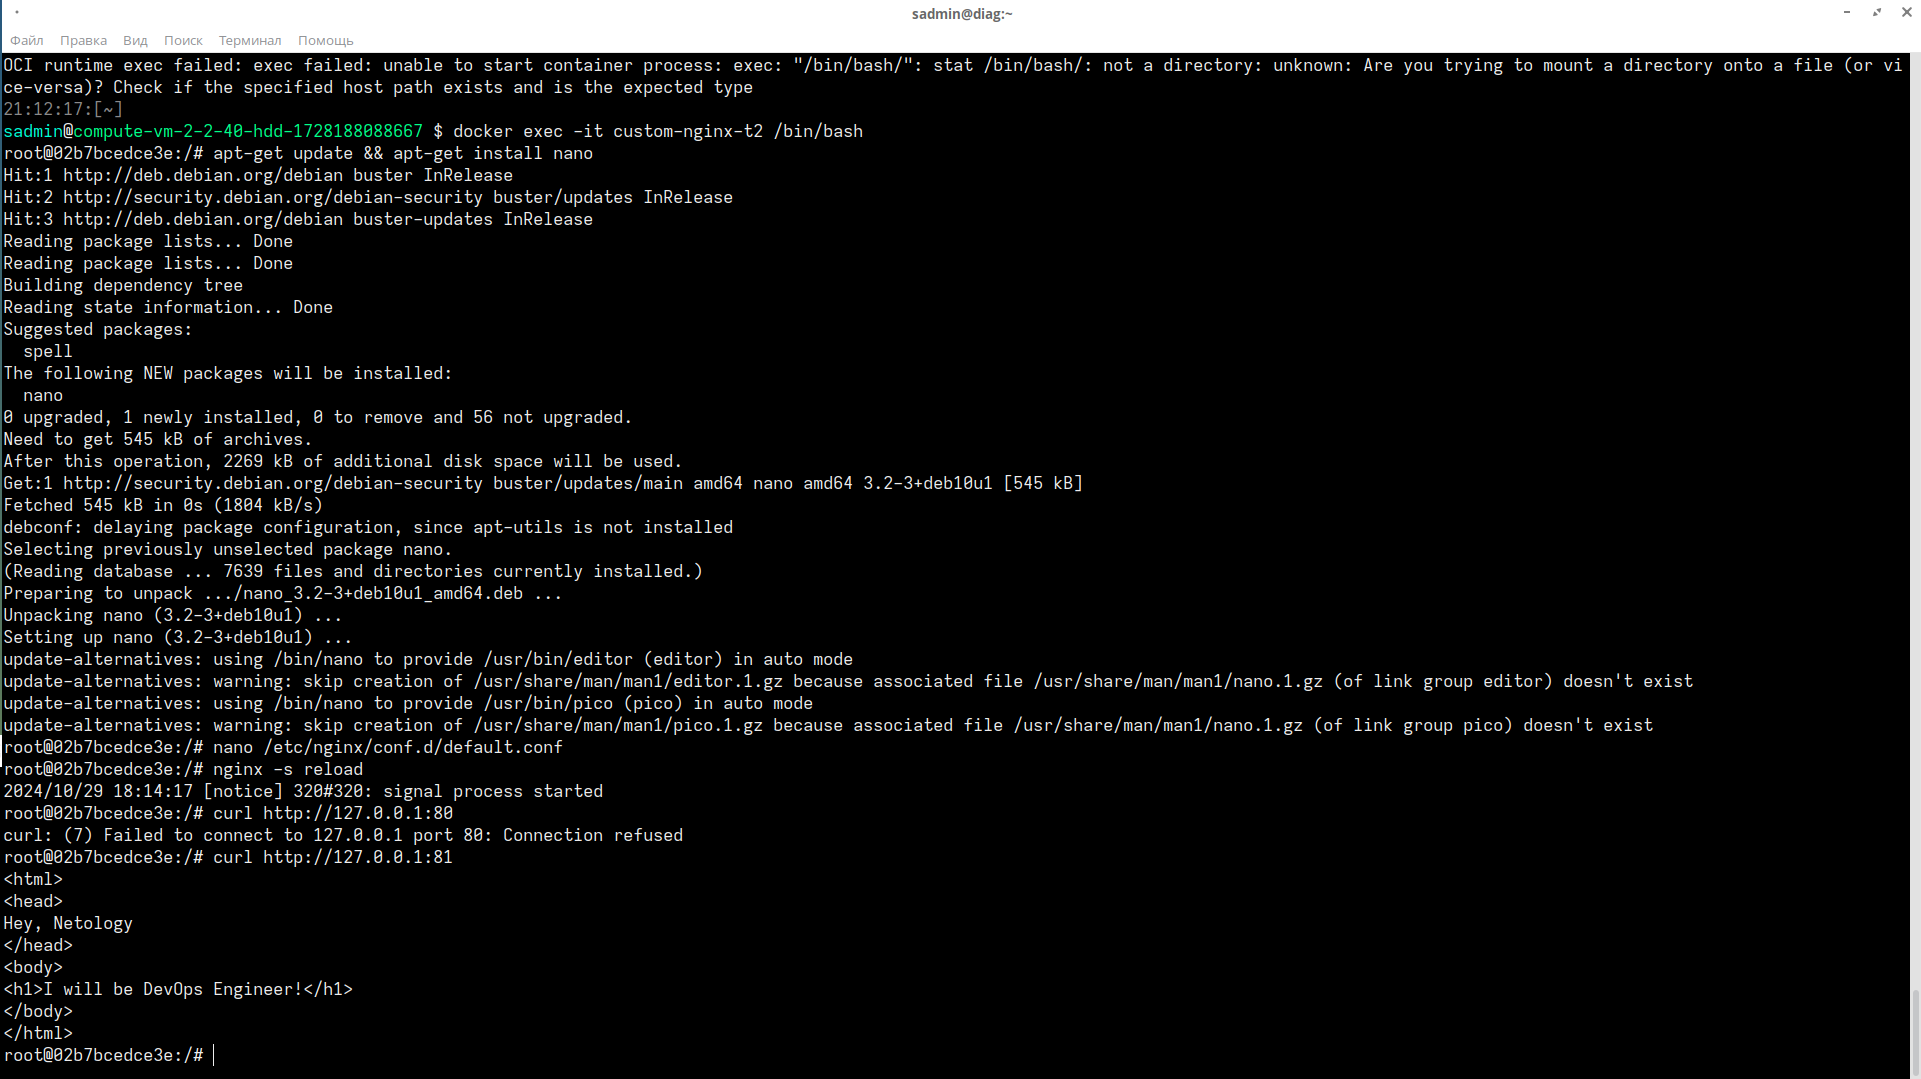 sadmin@diag:~
Файл Правка Вид Поиск Терминал Помощь
OCI runtime exec failed: exec failed: unable to start container process: exec: "/bin/bash/": stat /bin/bash/: not a directory: unknown: Are you trying to mount a directory onto a file (or vi
ce-versa)? Check if the specified host path exists and is the expected type
21:12:17:[~]
sadmin@compute-vm-2-2-40-hdd-1728188088667 $ docker exec -it custom-nginx-t2 /bin/bash
root@02b7bcedce3e:/# apt-get update && apt-get install nano
Hit:1 http://deb.debian.org/debian buster InRelease
Hit:2 http://security.debian.org/debian-security buster/updates InRelease
Hit:3 http://deb.debian.org/debian buster-updates InRelease
Reading package lists... Done
Reading package lists... Done
Building dependency tree
Reading state information... Done
Suggested packages:
  spell
The following NEW packages will be installed:
  nano
0 upgraded, 1 newly installed, 0 to remove and 56 not upgraded.
Need to get 545 kB of archives.
After this operation, 2269 kB of additional disk space will be used.
Get:1 http://security.debian.org/debian-security buster/updates/main amd64 nano amd64 3.2-3+deb10u1 [545 kB]
Fetched 545 kB in 0s (1804 kB/s)
debconf: delaying package configuration, since apt-utils is not installed
Selecting previously unselected package nano.
(Reading database ... 7639 files and directories currently installed.)
Preparing to unpack .../nano_3.2-3+deb10u1_amd64.deb ...
Unpacking nano (3.2-3+deb10u1) ...
Setting up nano (3.2-3+deb10u1) ...
update-alternatives: using /bin/nano to provide /usr/bin/editor (editor) in auto mode
update-alternatives: warning: skip creation of /usr/share/man/man1/editor.1.gz because associated file /usr/share/man/man1/nano.1.gz (of link group editor) doesn't exist
update-alternatives: using /bin/nano to provide /usr/bin/pico (pico) in auto mode
update-alternatives: warning: skip creation of /usr/share/man/man1/pico.1.gz because associated file /usr/share/man/man1/nano.1.gz (of link group pico) doesn't exist
root@02b7bcedce3e:/# nano /etc/nginx/conf.d/default.conf
root@02b7bcedce3e:/# nginx -s reload
2024/10/29 18:14:17 [notice] 320#320: signal process started
root@02b7bcedce3e:/# curl http://127.0.0.1:80
curl: (7) Failed to connect to 127.0.0.1 port 80: Connection refused
root@02b7bcedce3e:/# curl http://127.0.0.1:81
<html>
<head>
Hey, Netology
</head>
<body>
<h1>I will be DevOps Engineer!</h1>
</body>
</html>
root@02b7bcedce3e:/#